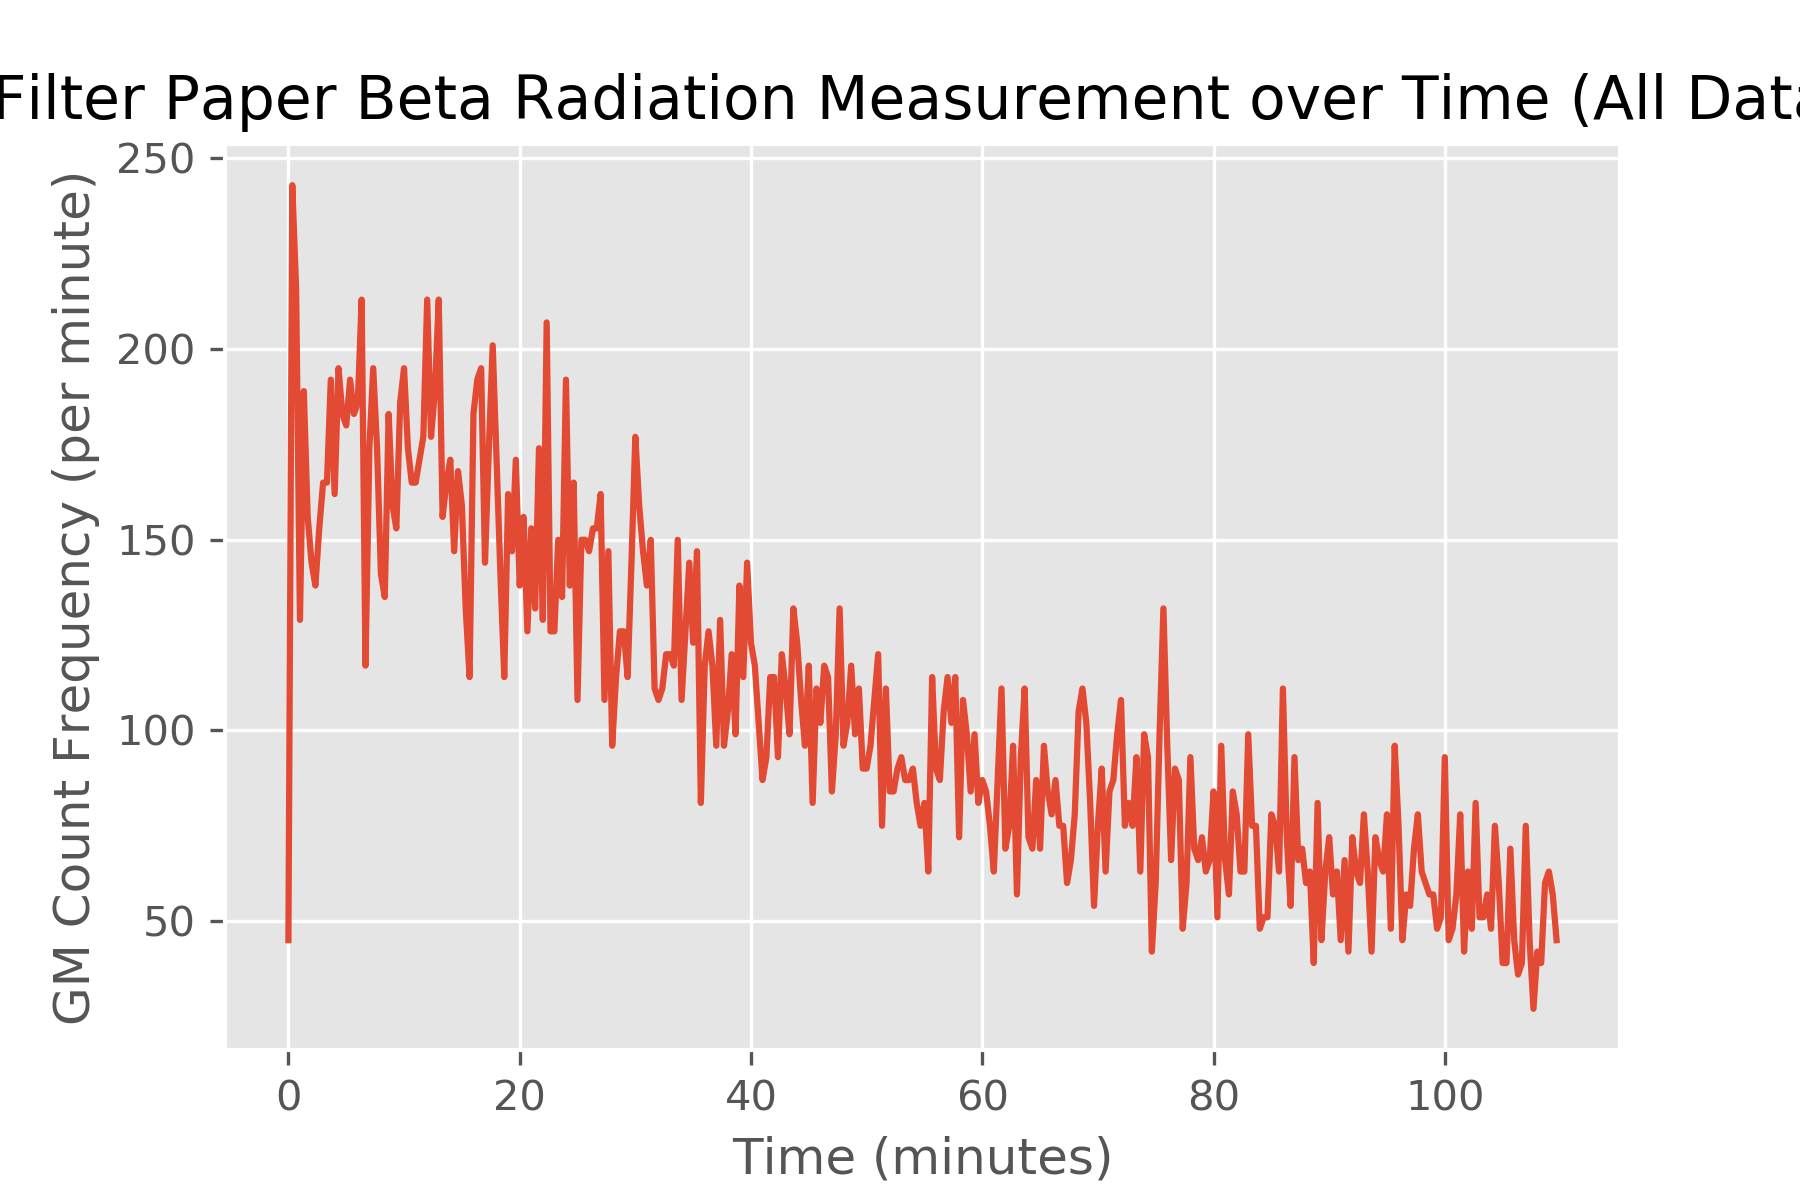 Filter Paper Beta Radiation Measurement over Time (All Data
GM Count Frequency (per minute)
250
200
150
100
50
0 20 40 60 80 100
Time (minutes)